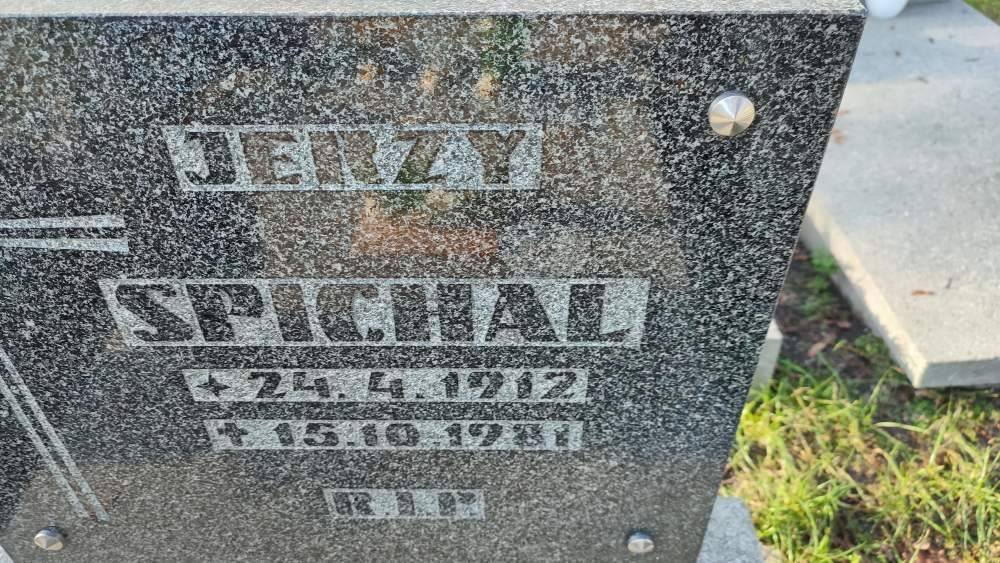 JERZY
SPICHAL
+ 24. 4. 1912
+ 15.10.1981
R I P